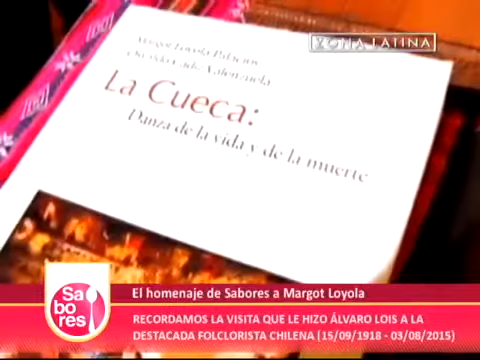 ZONA LATINA
Margot Loyola Palacios
Osvaldo Cádiz Valenzuela
La Cueca:
Danza de la vida y de la muerte
Sa
bo
res
El homenaje de Sabores a Margot Loyola
RECORDAMOS LA VISITA QUE LE HIZO ÁLVARO LOIS A LA
DESTACADA FOLCLORISTA CHILENA (15/09/1918 - 03/08/2015)